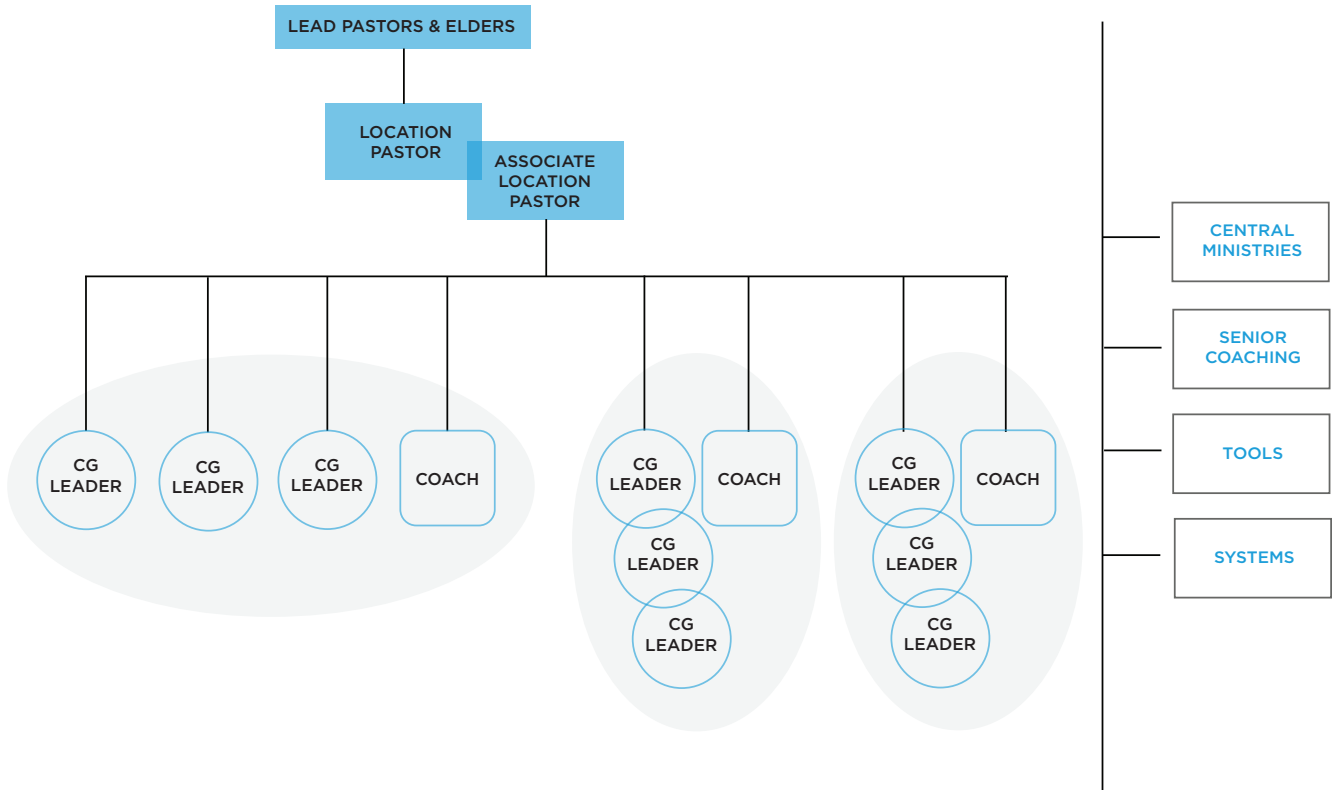 LEAD PASTORS & ELDERS
LOCATION
PASTOR
ASSOCIATE
LOCATION
PASTOR
CG
LEADER
CG
LEADER
CG
LEADER
COACH
CG
LEADER
COACH
CG
LEADER
CG
LEADER
CG
LEADER
COACH
CG
LEADER
CG
LEADER
CENTRAL
MINISTRIES
SENIOR
COACHING
TOOLS
SYSTEMS